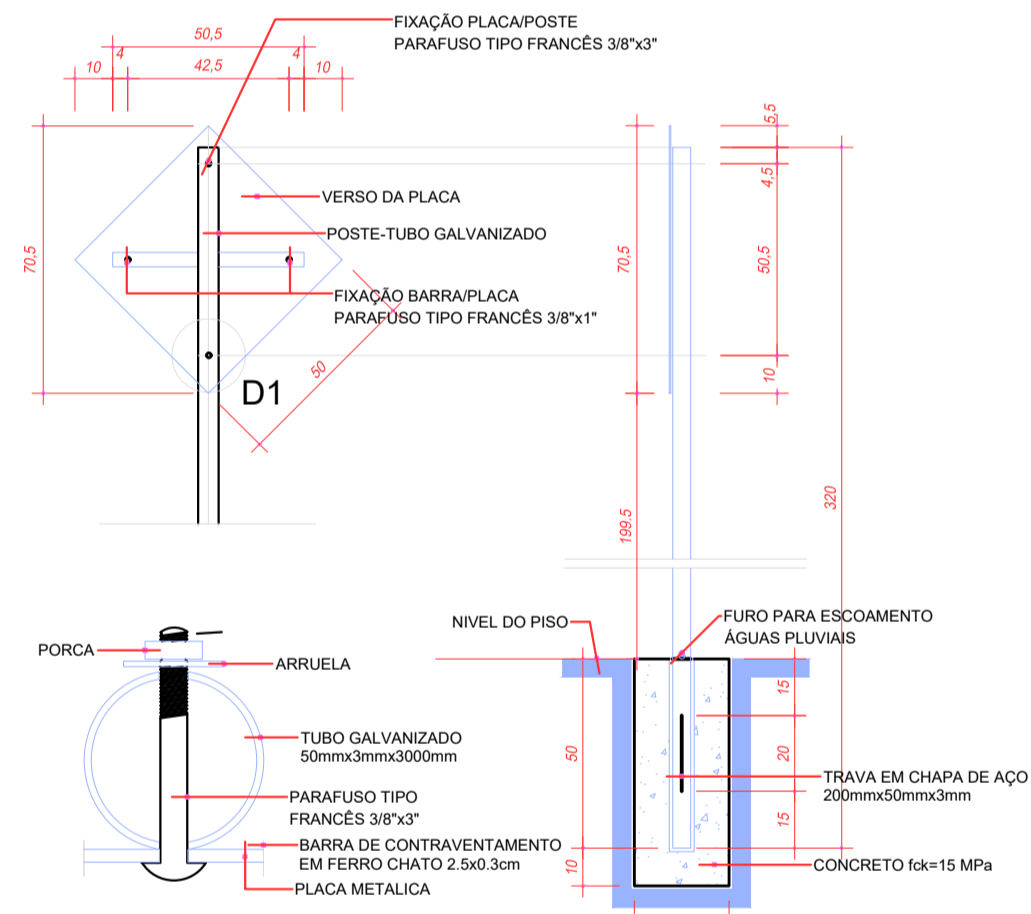 FIXAÇÃO PLACA/POSTE
PARAFUSO TIPO FRANCÊS 3/8"x3"
50,5
4
10
42,5
10
5,5
4,5
VERSO DA PLACA
POSTE-TUBO GALVANIZADO
70,5
70,5
50,5
FIXAÇÃO BARRA/PLACA
PARAFUSO TIPO FRANCÊS 3/8"x1"
50
10
D1
320
199.5
NIVEL DO PISO
FURO PARA ESCOAMENTO
ÁGUAS PLUVIAIS
PORCA
ARRUELA
15
TUBO GALVANIZADO
50mmx3mmx3000mm
50
20
TRAVA EM CHAPA DE AÇO
200mmx50mmx3mm
PARAFUSO TIPO
FRANCÊS 3/8"x3"
15
BARRA DE CONTRAVENTAMENTO
EM FERRO CHATO 2.5x0.3cm
10
CONCRETO fck=15 MPa
PLACA METALICA